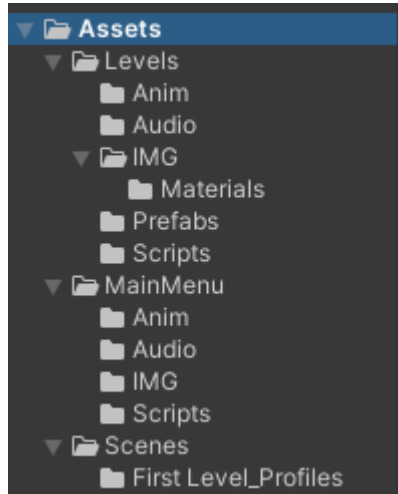 Assets
Levels
Anim
Audio
IMG
Materials
Prefabs
Scripts
MainMenu
Anim
Audio
IMG
Scripts
Scenes
First Level_Profiles